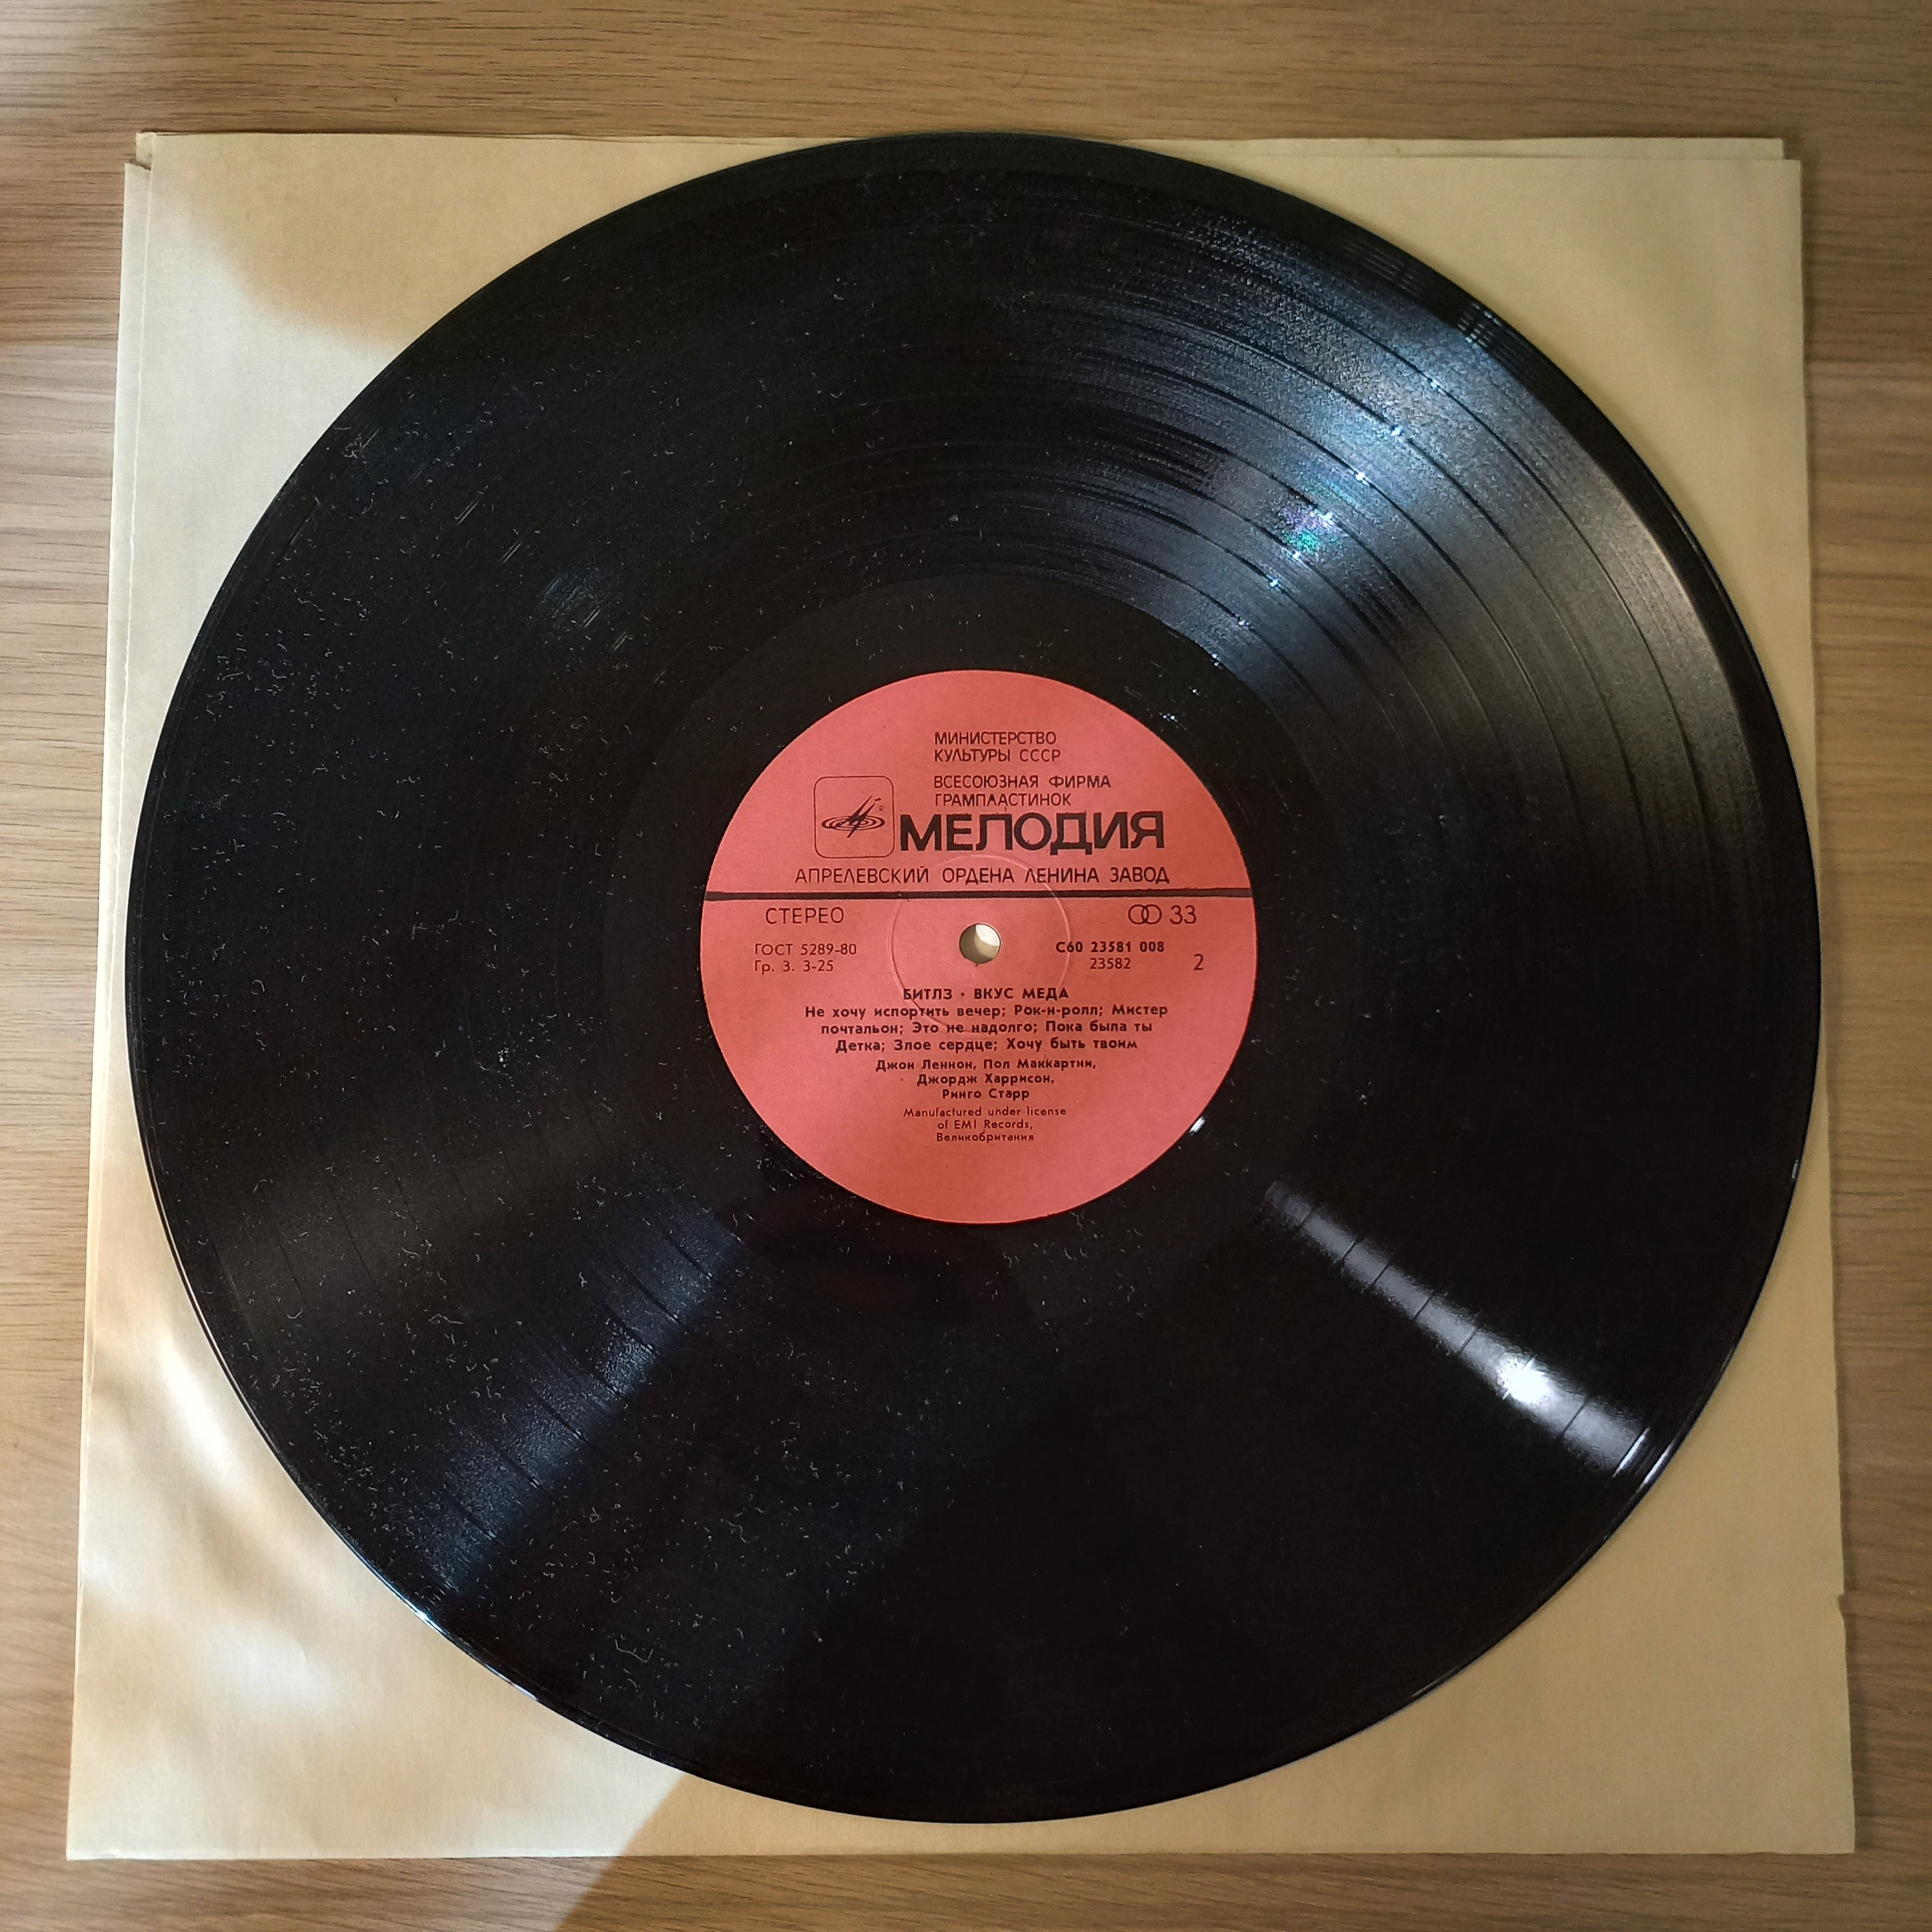 МИНИСТЕРСТВО
КУЛЬТУРЫ СССР
ВСЕСОЮЗНАЯ ФИРМА
ГРАМПЛАСТИНОК
МЕЛОДИЯ
АПРЕЛЕВСКИЙ ОРДЕНА ЛЕНИНА ЗАВОД
СТЕРЕО 33
ГОСТ 5289-80 С60 23581 008
Гр. 3. 3-25 23582 2
БИТЛЗ · ВКУС МЕДА
Не хочу испортить вечер; Рок-н-ролл; Мистер
почтальон; Это не надолго; Пока была ты
Детка; Злое сердце; Хочу быть твоим
Джон Леннон, Пол Маккартни,
Джордж Харрисон,
Ринго Старр
Manufactured under license
of EMI Records,
Великобритания